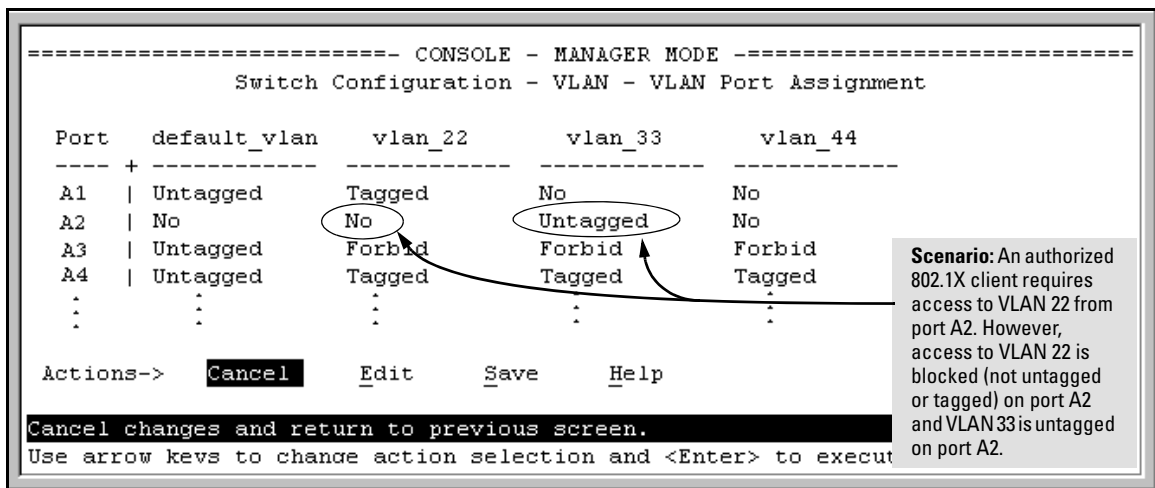 ============================- CONSOLE - MANAGER MODE -============================
Switch Configuration - VLAN - VLAN Port Assignment
Port default_vlan vlan_22 vlan_33 vlan_44
---- + ------------ ------------ ------------ ------------
A1 | Untagged Tagged No No
A2 | No No Untagged No
A3 | Untagged Forbid Forbid Forbid
A4 | Untagged Tagged Tagged Tagged
Actions-> Cancel Edit Save Help
Cancel changes and return to previous screen.
Use arrow keys to change action selection and <Enter> to execut
Scenario: An authorized
802.1X client requires
access to VLAN 22 from
port A2. However,
access to VLAN 22 is
blocked (not untagged
or tagged) on port A2
and VLAN 33 is untagged
on port A2.